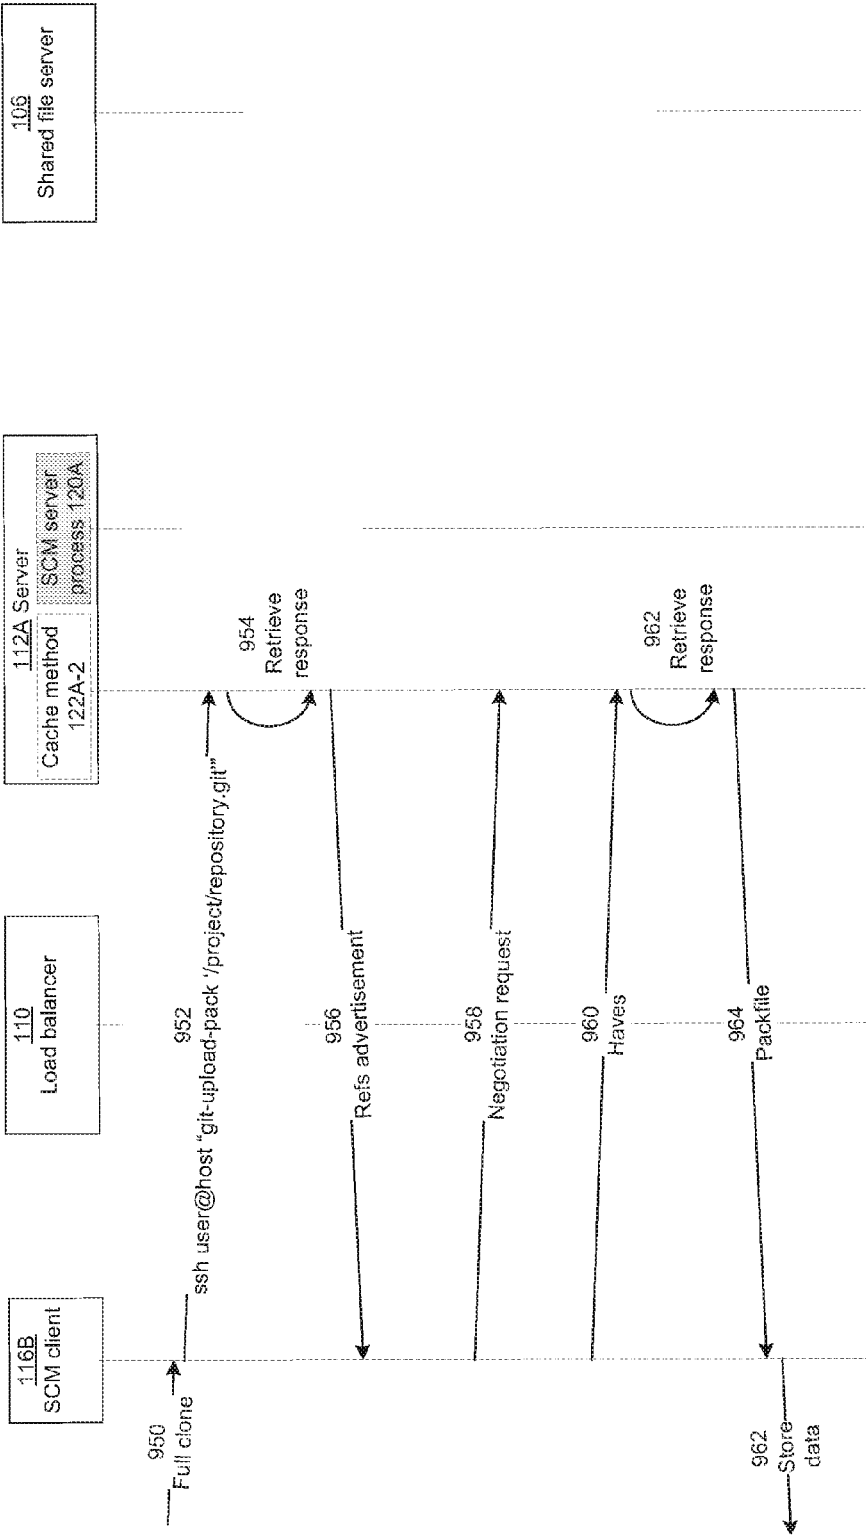 116B
SCM client
110
Load balancer
112A Server
Cache method
122A-2
SCM server
process 120A
106
Shared file server
950
Full clone
952
ssh user@host "git-upload-pack '/project/repository.git'"
954
Retrieve
response
956
Refs advertisement
958
Negotiation request
960
Haves
962
Retrieve
response
964
Packfile
962
Store
data